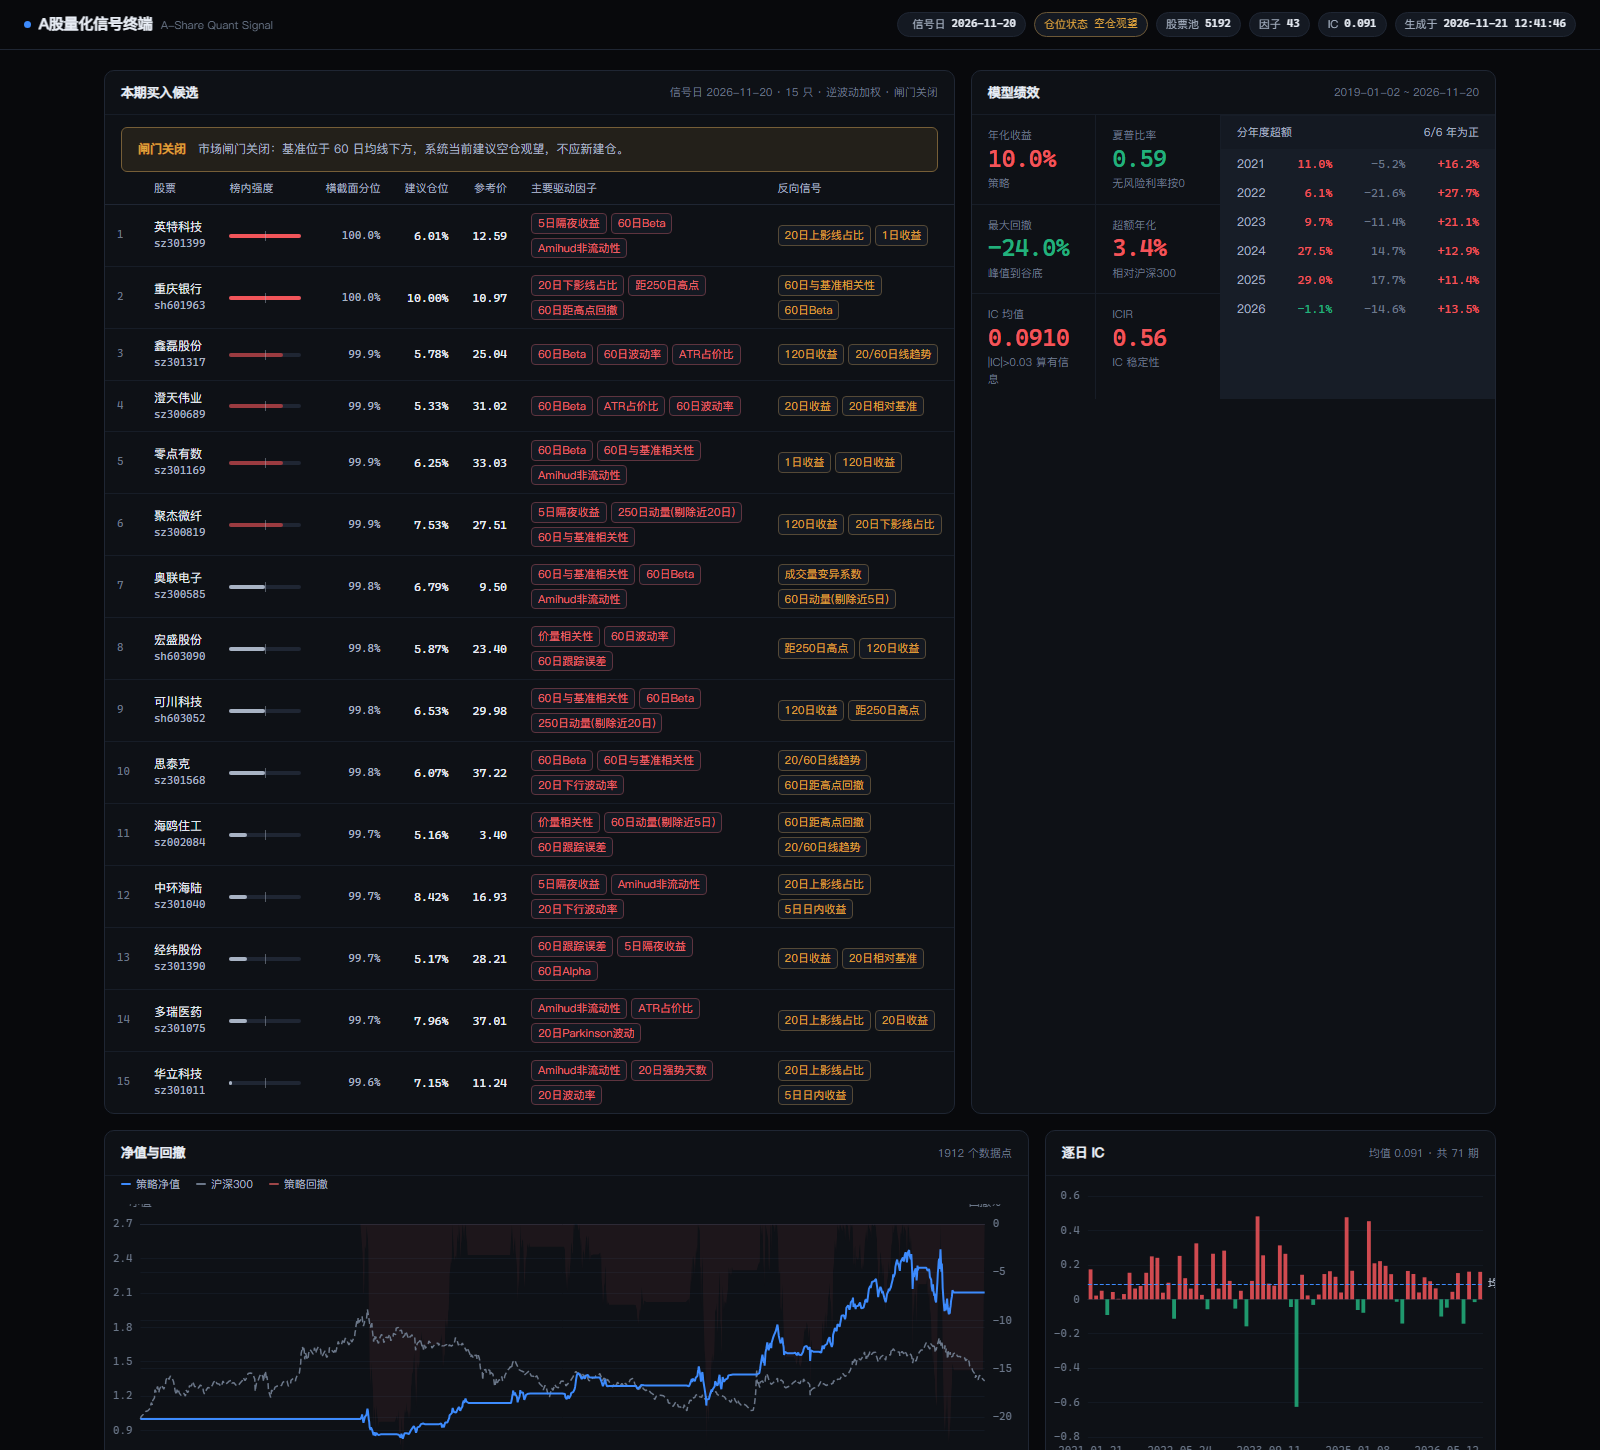 A股量化信号终端 A-Share Quant Signal
信号日 2026-11-20 仓位状态 空仓观望 股票池 5192 因子 43 IC 0.091 生成于 2026-11-21 12:41:46
本期买入候选 信号日 2026-11-20 · 15 只 · 逆波动加权 · 闸门关闭
闸门关闭 市场闸门关闭：基准位于 60 日均线下方，系统当前建议空仓观望，不应新建仓。
股票 榜内强度 横截面分位 建议仓位 参考价 主要驱动因子 反向信号
1 英特科技 sz301399 100.0% 6.01% 12.59 5日隔夜收益 60日Beta Amihud非流动性 20日上影线占比 1日收益
2 重庆银行 sh601963 100.0% 10.00% 10.97 20日下影线占比 距250日高点 60日距高点回撤 60日与基准相关性 60日Beta
3 鑫磊股份 sz301317 99.9% 5.78% 25.04 60日Beta 60日波动率 ATR占价比 120日收益 20/60日线趋势
4 澄天伟业 sz300689 99.9% 5.33% 31.02 60日Beta ATR占价比 60日波动率 20日收益 20日相对基准
5 零点有数 sz301169 99.9% 6.25% 33.03 60日Beta 60日与基准相关性 Amihud非流动性 1日收益 120日收益
6 聚杰微纤 sz300819 99.9% 7.53% 27.51 5日隔夜收益 250日动量(剔除近20日) 60日与基准相关性 120日收益 20日下影线占比
7 奥联电子 sz300585 99.8% 6.79% 9.50 60日与基准相关性 60日Beta Amihud非流动性 成交量变异系数 60日动量(剔除近5日)
8 宏盛股份 sh603090 99.8% 5.87% 23.40 价量相关性 60日波动率 60日跟踪误差 距250日高点 120日收益
9 可川科技 sh603052 99.8% 6.53% 29.98 60日与基准相关性 60日Beta 250日动量(剔除近20日) 120日收益 距250日高点
10 思泰克 sz301568 99.8% 6.07% 37.22 60日Beta 60日与基准相关性 20日下行波动率 20/60日线趋势 60日距高点回撤
11 海鸥住工 sz002084 99.7% 5.16% 3.40 价量相关性 60日动量(剔除近5日) 60日跟踪误差 60日距高点回撤 20/60日线趋势
12 中环海陆 sz301040 99.7% 8.42% 16.93 5日隔夜收益 Amihud非流动性 20日下行波动率 20日上影线占比 5日日内收益
13 经纬股份 sz301390 99.7% 5.17% 28.21 60日跟踪误差 5日隔夜收益 60日Alpha 20日收益 20日相对基准
14 多瑞医药 sz301075 99.7% 7.96% 37.01 Amihud非流动性 ATR占价比 20日Parkinson波动 20日上影线占比 20日收益
15 华立科技 sz301011 99.6% 7.15% 11.24 Amihud非流动性 20日强势天数 20日波动率 20日上影线占比 5日日内收益
模型绩效 2019-01-02 ~ 2026-11-20
年化收益 夏普比率
10.0% 0.59
策略 无风险利率按0
最大回撤 超额年化
-24.0% 3.4%
峰值到谷底 相对沪深300
IC 均值 ICIR
0.0910 0.56
|IC|>0.03 算有信息 IC 稳定性
分年度超额 6/6 年为正
2021 11.0% -5.2% +16.2%
2022 6.1% -21.6% +27.7%
2023 9.7% -11.4% +21.1%
2024 27.5% 14.7% +12.9%
2025 29.0% 17.7% +11.4%
2026 -1.1% -14.6% +13.5%
净值与回撤 1912 个数据点
策略净值 沪深300 策略回撤
2.7 0
2.4
-5
2.1
-10
1.8
1.5
-15
1.2
-20
0.9
逐日 IC 均值 0.091 · 共 71 期
0.6
0.4
0.2
0
-0.2
-0.4
-0.6
-0.8